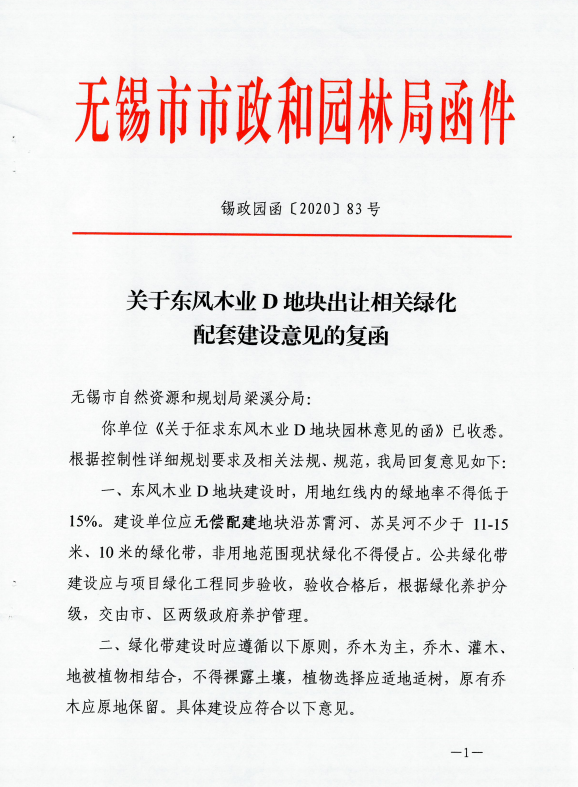 无锡市市政和园林局函件
锡政园函〔2020〕83号
关于东风木业D地块出让相关绿化
配套建设意见的复函
无锡市自然资源和规划局梁溪分局：
你单位《关于征求东风木业D地块园林意见的函》已收悉。
根据控制性详细规划要求及相关法规、规范，我局回复意见如下：
一、东风木业D地块建设时，用地红线内的绿地率不得低于
15%。建设单位应无偿配建地块沿苏霄河、苏吴河不少于 11-15
米、10米的绿化带，非用地范围现状绿化不得侵占。公共绿化带
建设应与项目绿化工程同步验收，验收合格后，根据绿化养护分
级，交由市、区两级政府养护管理。
二、绿化带建设时应遵循以下原则，乔木为主，乔木、灌木、
地被植物相结合，不得裸露土壤，植物选择应适地适树，原有乔
木应原地保留。具体建设应符合以下意见。
—1—